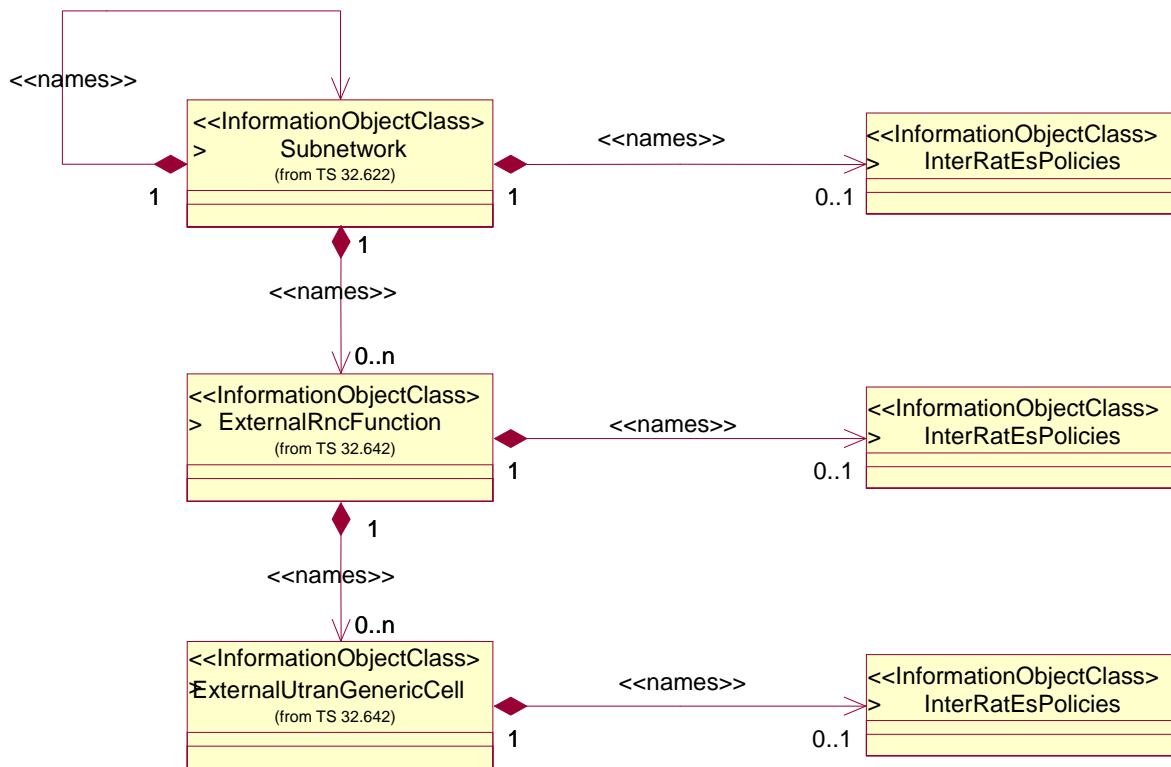 <<names>>
<<InformationObjectClass>
>
Subnetwork
(from TS 32.622)
1
1
<<names>>
0..1
<<InformationObjectClass>
>
InterRatEsPolicies
1
<<names>>
0..n
<<InformationObjectClass>
>
ExternalRncFunction
(from TS 32.642)
1
<<names>>
0..1
<<InformationObjectClass>
>
InterRatEsPolicies
1
<<names>>
0..n
<<InformationObjectClass>
>
ExternalUtranGenericCell
(from TS 32.642)
1
<<names>>
0..1
<<InformationObjectClass>
>
InterRatEsPolicies